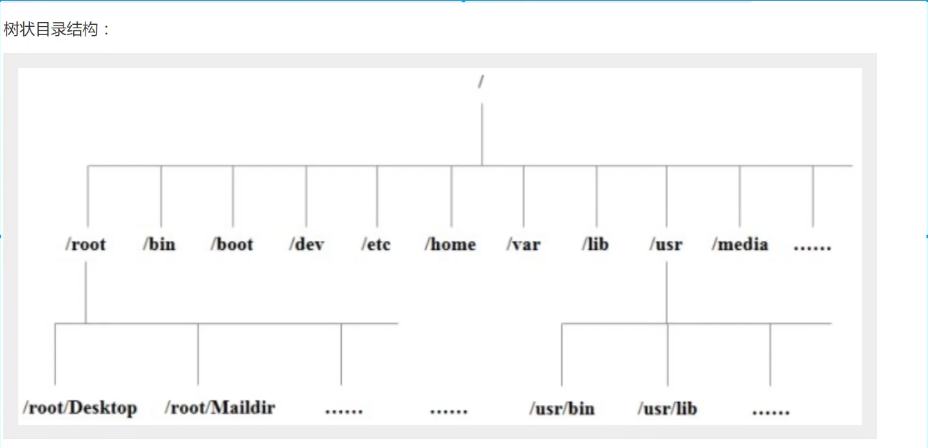 树状目录结构：
/
/root /bin /boot /dev /etc /home /var /lib /usr /media ......
/root/Desktop /root/Maildir ...... ...... /usr/bin /usr/lib ......